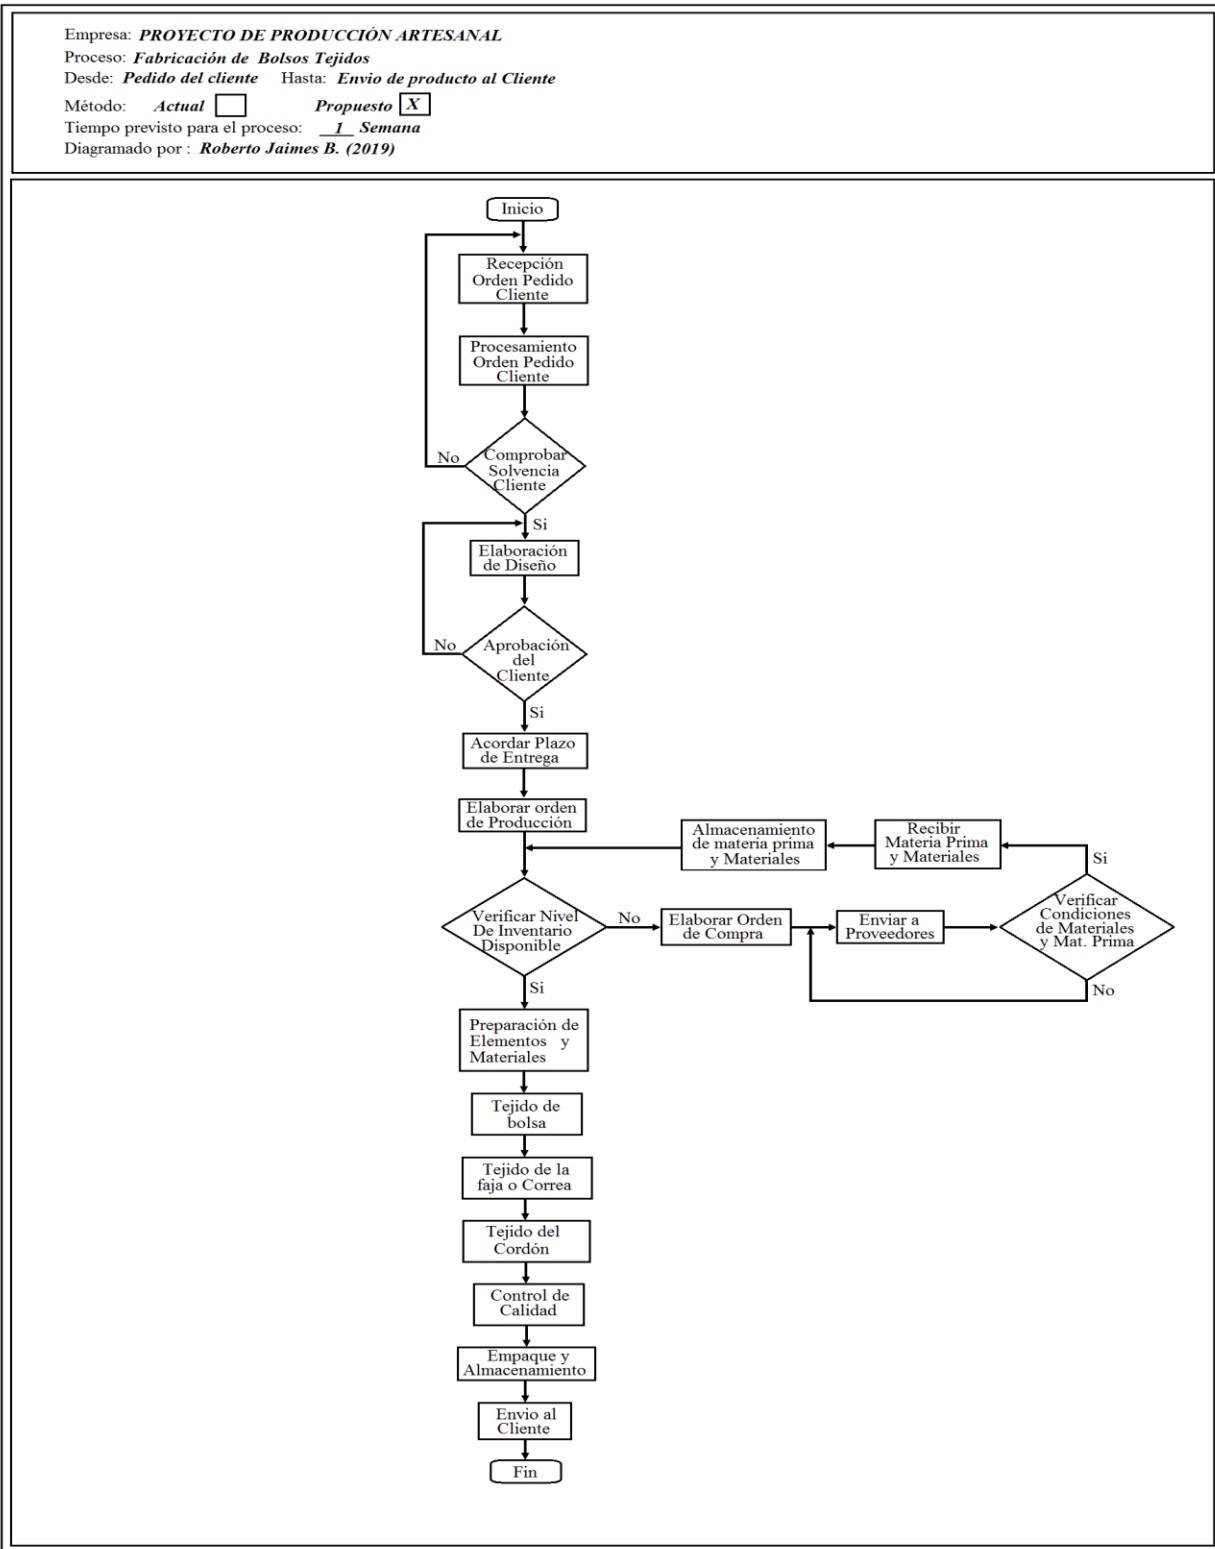 Empresa: PROYECTO DE PRODUCCIÓN ARTESANAL
Proceso: Fabricación de Bolsos Tejidos
Desde: Pedido del cliente Hasta: Envio de producto al Cliente
Método: Actual Propuesto X
Tiempo previsto para el proceso: 1 Semana
Diagramado por : Roberto Jaimes B. (2019)
Inicio
Recepción
Orden Pedido
Cliente
Procesamiento
Orden Pedido
Cliente
Comprobar
Solvencia
Cliente
No
Si
Elaboración
de Diseño
Aprobación
del
Cliente
No
Si
Acordar Plazo
de Entrega
Elaborar orden
de Producción
Verificar Nivel
De Inventario
Disponible
No
Elaborar Orden
de Compra
Enviar a
Proveedores
Verificar
Condiciones
de Materiales
y Mat. Prima
No
Si
Recibir
Materia Prima
y Materiales
Almacenamiento
de materia prima
y Materiales
Si
Preparación de
Elementos y
Materiales
Tejido de
bolsa
Tejido de la
faja o Correa
Tejido del
Cordón
Control de
Calidad
Empaque y
Almacenamiento
Envio al
Cliente
Fin